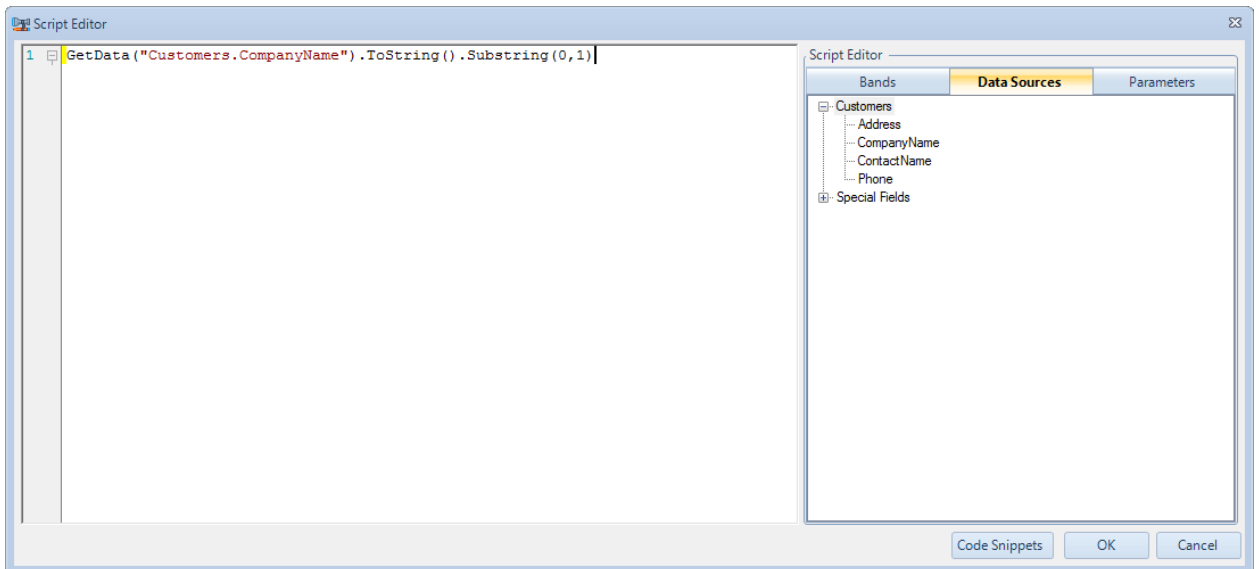 Script Editor
1 GetData("Customers.CompanyName").ToString().Substring(0,1)
Script Editor
Bands Data Sources Parameters
Customers
Address
CompanyName
ContactName
Phone
Special Fields
Code Snippets OK Cancel